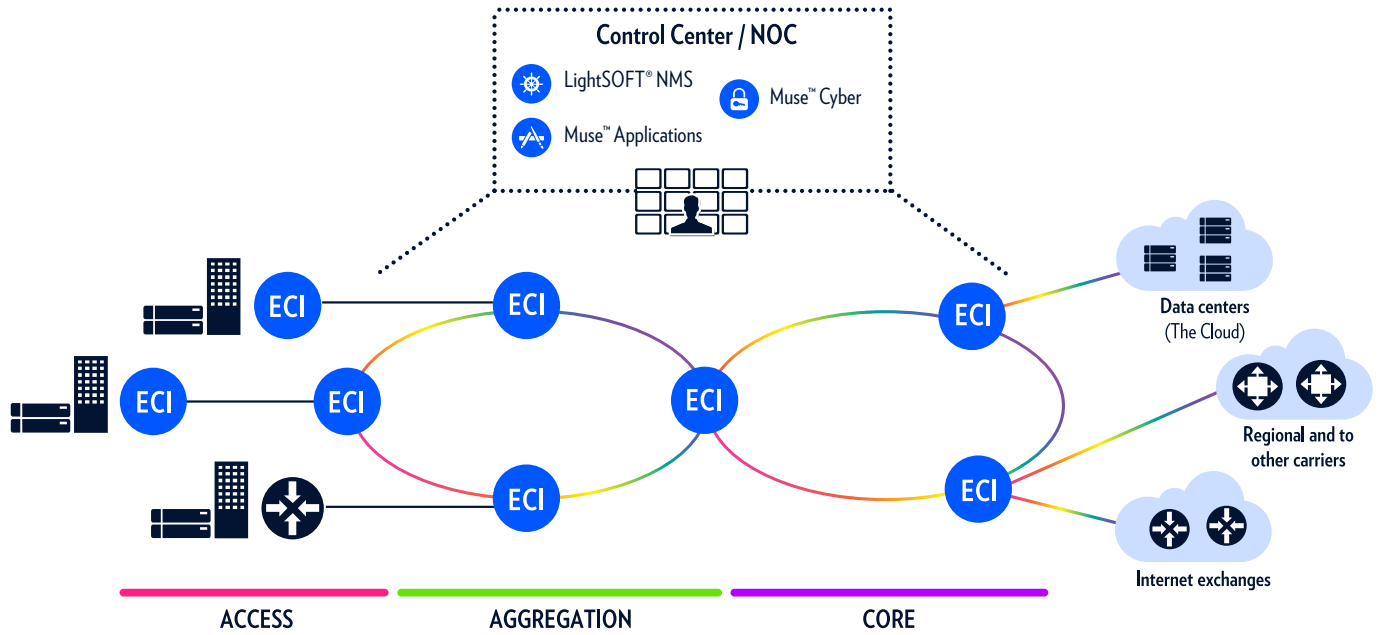 Control Center / NOC
LightSOFT® NMS
Muse™ Cyber
Muse™ Applications
ECI
ECI
ECI
Data centers
(The Cloud)
ECI
ECI
ECI
Regional and to
other carriers
ECI
ECI
Internet exchanges
ACCESS
AGGREGATION
CORE